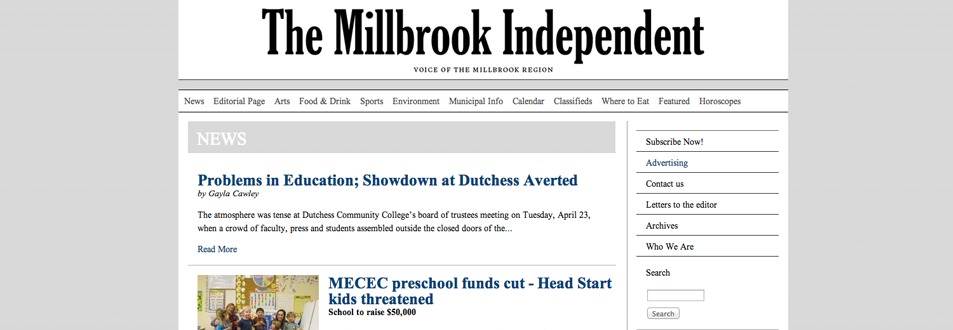 The Millbrook Independent
VOICE OF THE MILLBROOK REGION
News Editorial Page Arts Food & Drink Sports Environment Municipal Info Calendar Classifieds Where to Eat Featured Horoscopes
NEWS
Problems in Education; Showdown at Dutchess Averted
by Gayla Cawley
The atmosphere was tense at Dutchess Community College's board of trustees meeting on Tuesday, April 23,
when a crowd of faculty, press and students assembled outside the closed doors of the...
Read More
MECEC preschool funds cut - Head Start
kids threatened
School to raise $50,000
Subscribe Now!
Advertising
Contact us
Letters to the editor
Archives
Who We Are
Search
Search